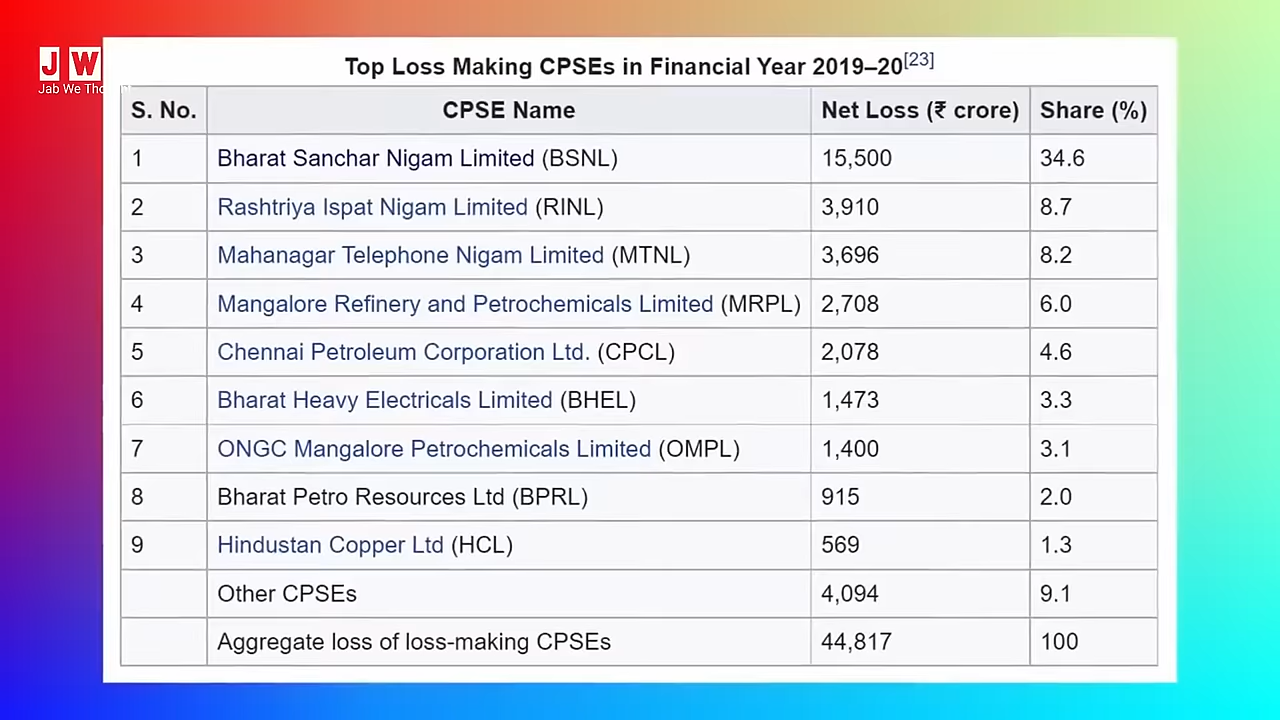 JW
Jab We Tho
Top Loss Making CPSEs in Financial Year 2019–20[23]
S. No. CPSE Name Net Loss (₹ crore) Share (%)
1 Bharat Sanchar Nigam Limited (BSNL) 15,500 34.6
2 Rashtriya Ispat Nigam Limited (RINL) 3,910 8.7
3 Mahanagar Telephone Nigam Limited (MTNL) 3,696 8.2
4 Mangalore Refinery and Petrochemicals Limited (MRPL) 2,708 6.0
5 Chennai Petroleum Corporation Ltd. (CPCL) 2,078 4.6
6 Bharat Heavy Electricals Limited (BHEL) 1,473 3.3
7 ONGC Mangalore Petrochemicals Limited (OMPL) 1,400 3.1
8 Bharat Petro Resources Ltd (BPRL) 915 2.0
9 Hindustan Copper Ltd (HCL) 569 1.3
Other CPSEs 4,094 9.1
Aggregate loss of loss-making CPSEs 44,817 100